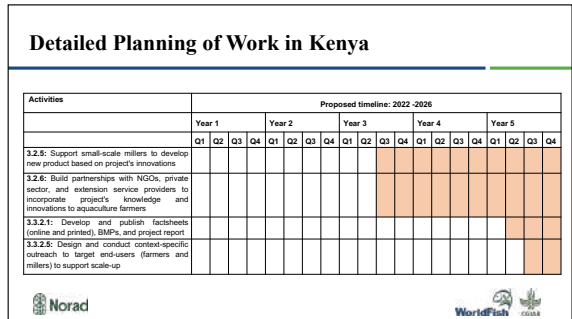 Detailed Planning of Work in Kenya
Activities
Proposed timeline: 2022 -2026
Year 1 Year 2 Year 3 Year 4 Year 5
Q1 Q2 Q3 Q4 Q1 Q2 Q3 Q4 Q1 Q2 Q3 Q4 Q1 Q2 Q3 Q4 Q1 Q2 Q3 Q4
3.2.5: Support small-scale millers to develop
new product based on project's innovations
3.2.6: Build partnerships with NGOs, private
sector, and extension service providers to
incorporate project's knowledge and
innovations to aquaculture farmers
3.3.2.1: Develop and publish factsheets
(online and printed), BMPs, and project report
3.3.2.5: Design and conduct context-specific
outreach to target end-users (farmers and
millers) to support scale-up
Norad
WorldFish
CGIAR